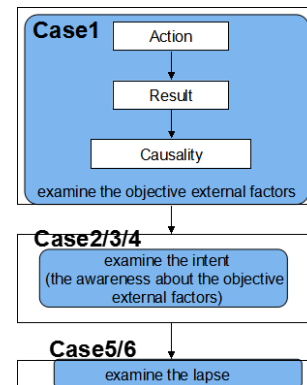 Case1
Action
Result
Causality
examine the objective external factors
Case2/3/4
examine the intent
(the awareness about the objective
external factors)
Case5/6
examine the lapse